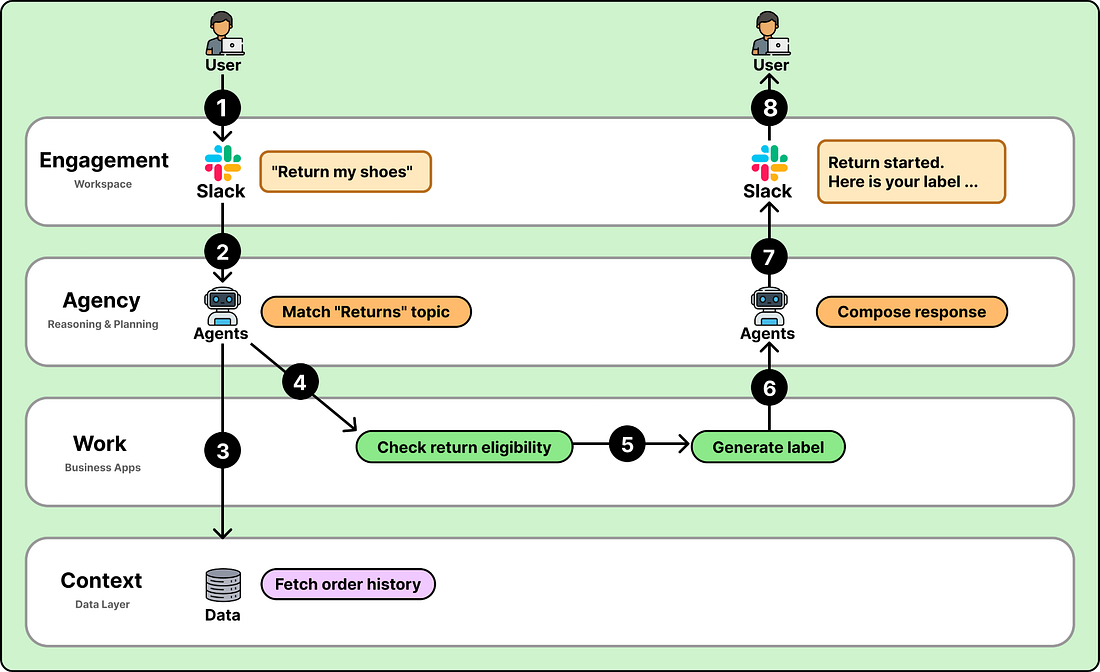 User
User
1
8
Engagement
Workspace
Slack
"Return my shoes"
Slack
Return started.
Here is your label ...
2
7
Agency
Reasoning & Planning
Agents
Match "Returns" topic
Agents
Compose response
4
6
Work
Business Apps
3
Check return eligibility
5
Generate label
Context
Data Layer
Data
Fetch order history